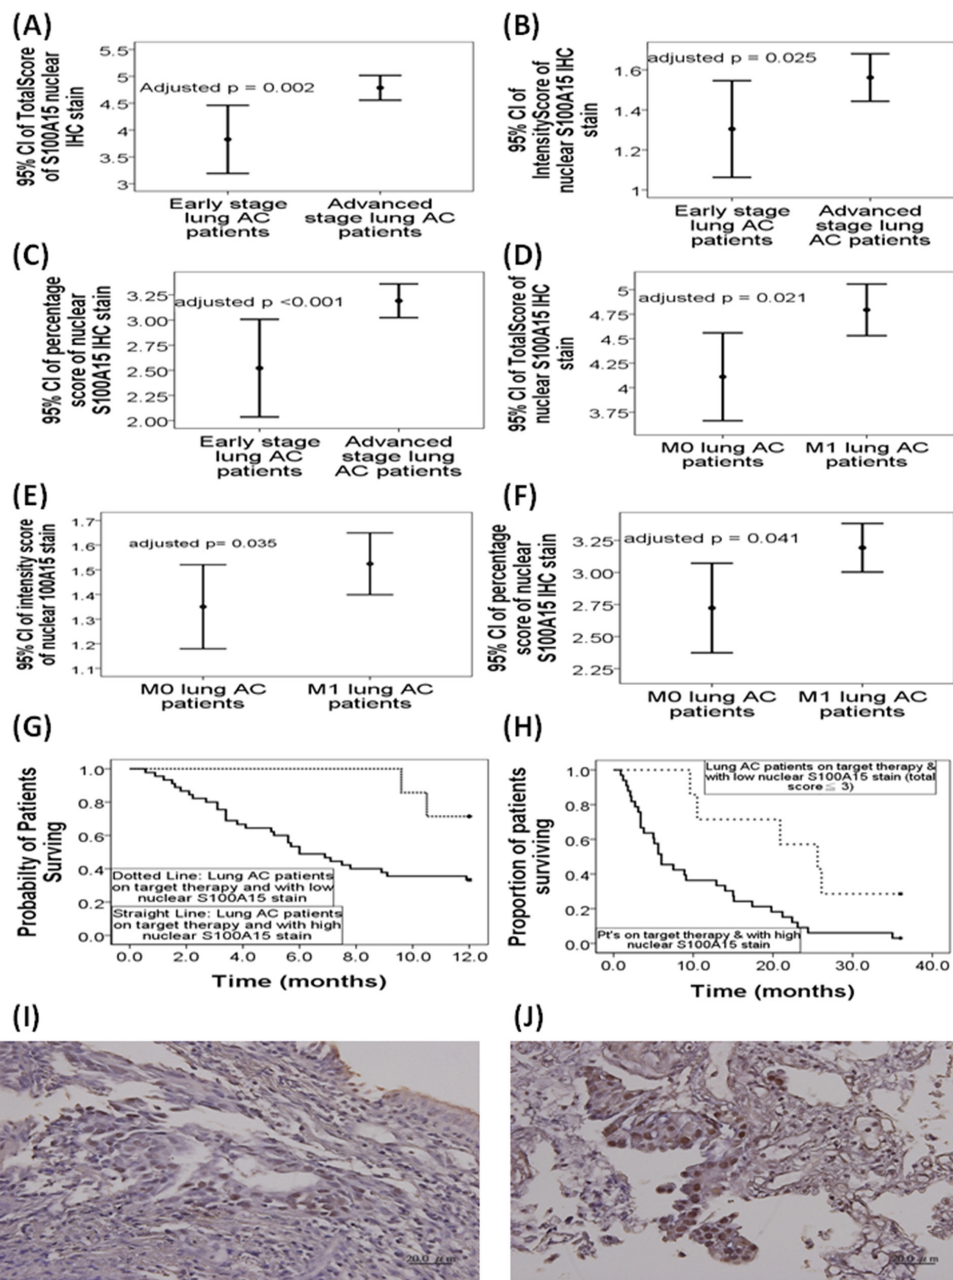 (A)
95% CI of TotalScore
of S100A15 nuclear
IHC stain
5.5
5
4.5
4
3.5
3
Adjusted p = 0.002
Early stage
lung AC
patients
Advanced
stage lung AC
patients
(B)
95% CI of
IntensityScore of
nuclear S100A15 IHC
stain
1.6
1.4
1.2
1
adjusted p = 0.025
Early stage
lung AC
patients
Advanced
stage lung
AC patients
(C)
95% CI of percentage
score of nuclear
S100A15 IHC stain
3.25
3.00
2.75
2.50
2.25
2.00
adjusted p <0.001
Early stage
lung AC
patients
Advanced
stage lung
AC patients
(D)
95% CI of TotalScore of
nuclear S100A15 IHC
stain
5
4.75
4.5
4.25
4
3.75
adjusted p = 0.021
M0 lung AC
patients
M1 lung AC
patients
(E)
95% CI of intensity score
of nuclear 100A15 stain
1.7
1.6
1.5
1.4
1.3
1.2
1.1
adjusted p= 0.035
M0 lung AC
patients
M1 lung AC
patients
(F)
95% CI of percentage
score of nuclear
S100A15 IHC stain
3.25
3.00
2.75
2.50
2.25
adjusted p = 0.041
M0 lung AC
patients
M1 lung AC
patients
(G)
Probabilty of Patients
Surving
1.0
0.8
0.6
0.4
0.2
0.0
Dotted Line: Lung AC patients
on target therapy and with low
nuclear S100A15 stain
Straight Line: Lung AC patients
on target therapy and with high
nuclear S100A15 stain
0.0 2.0 4.0 6.0 8.0 10.0 12.0
Time (months)
(H)
Proportion of patients
surviving
1.0
0.8
0.6
0.4
0.2
0.0
Lung AC patients on target therapy &
with low nuclear S100A15 stain (total
score≦ 3)
Pt's on target therapy & with high
nuclear S100A15 stain
0.0 10.0 20.0 30.0 40.0
Time (months)
(I)
20.0 μm
(J)
20.0 μm